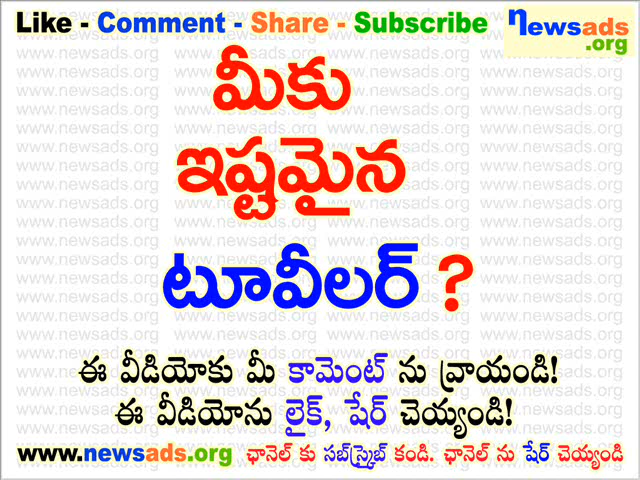 Like - Comment - Share - Subscribe
newsads
.org
మీకు
ఇష్టమైన
టూవీలర్ ?
ఈ వీడియోకు మీ కామెంట్ ను వ్రాయండి!
ఈ వీడియోను లైక్, షేర్ చెయ్యండి!
www.newsads.org ఛానెల్ కు సబ్‌స్క్రైబ్ కండి. ఛానెల్ ను షేర్ చెయ్యండి